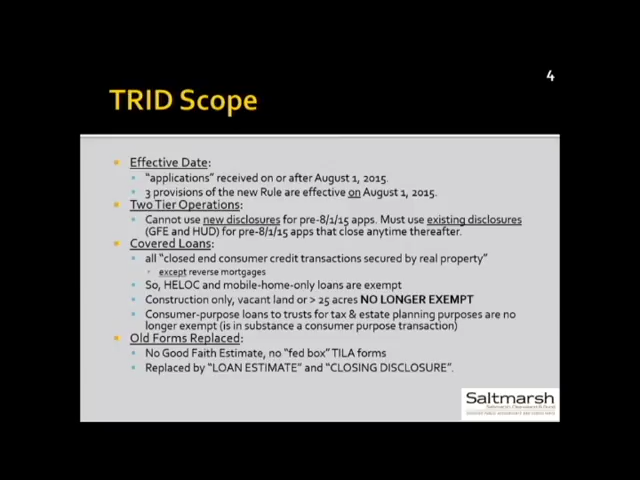 4
TRID Scope
Effective Date:
"applications" received on or after August 1, 2015.
3 provisions of the new Rule are effective on August 1, 2015.
Two Tier Operations:
Cannot use new disclosures for pre-8/1/15 apps. Must use existing disclosures
(GFE and HUD) for pre-8/1/15 apps that close anytime thereafter.
Covered Loans:
all "closed end consumer credit transactions secured by real property"
except reverse mortgages
So, HELOC and mobile-home-only loans are exempt
Construction only, vacant land or > 25 acres NO LONGER EXEMPT
Consumer-purpose loans to trusts for tax & estate planning purposes are no
longer exempt (is in substance a consumer purpose transaction)
Old Forms Replaced:
No Good Faith Estimate, no "fed box" TILA forms
Replaced by "LOAN ESTIMATE" and "CLOSING DISCLOSURE".
Saltmarsh